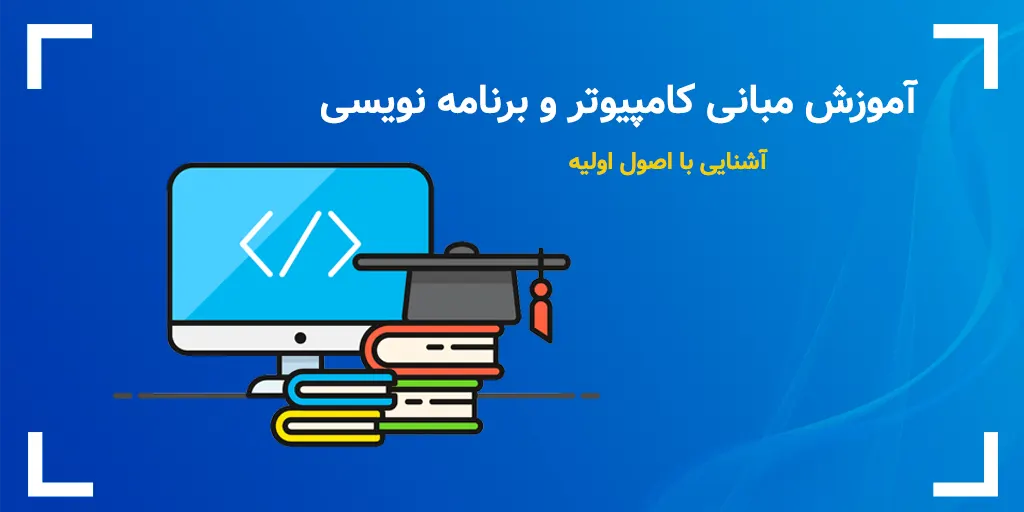 آموزش مبانی کامپیوتر و برنامه نویسی
آشنایی با اصول اولیه